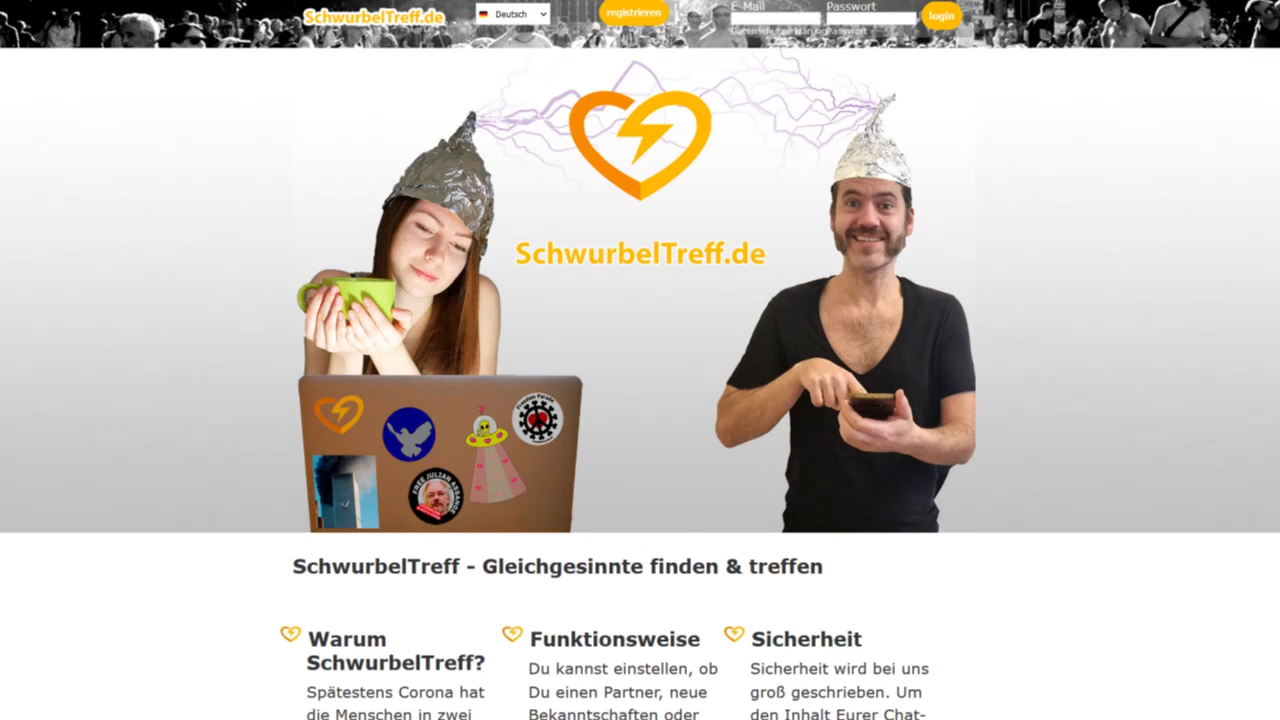 SchwurbelTreff.de
Deutsch
registrieren
E-Mail
Passwort
login
SchwurbelTreff.de
Freedom Parade
FREE JULIAN ASSANGE
SchwurbelTreff - Gleichgesinnte finden & treffen
Warum
SchwurbelTreff?
Spätestens Corona hat
die Menschen in zwei
Funktionsweise
Du kannst einstellen, ob
Du einen Partner, neue
Bekanntschaften oder
Sicherheit
Sicherheit wird bei uns
groß geschrieben. Um
den Inhalt Eurer Chat-